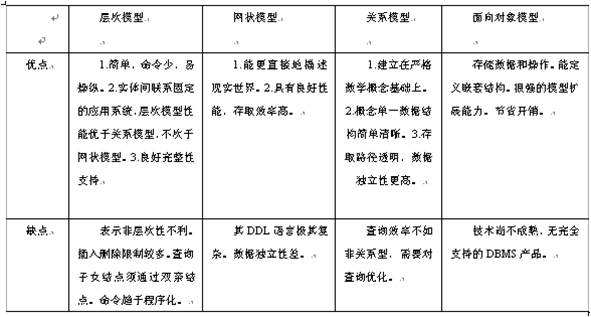 层次模型 网状模型 关系模型 面向对象模型
优点
1.简单，命令少，易
操纵。2.实体间联系固定
的应用系统，层次模型性
能优于关系模型，不次于
网状模型。3.良好完整性
支持
1.能更直接地描述
现实世界。2.具有良好性
能，存取效率高。
1.建立在严格
数学概念基础上。
2.概念单一数据结
构简单清晰。3.存
取路径透明，数据
独立性更高。
存储数据和操作。能定
义嵌套结构。很强的模型扩
展能力。节省开销。
缺点
表示非层次性不利。
插入删除限制较多。查询
子女结点须通过双亲结
点。命令趋于程序化。
其DDL语言极其复
杂。数据独立性差。
查询效率不如
非关系型，需要对
查询优化。
技术尚不成熟，无完全
支持的DBMS产品。